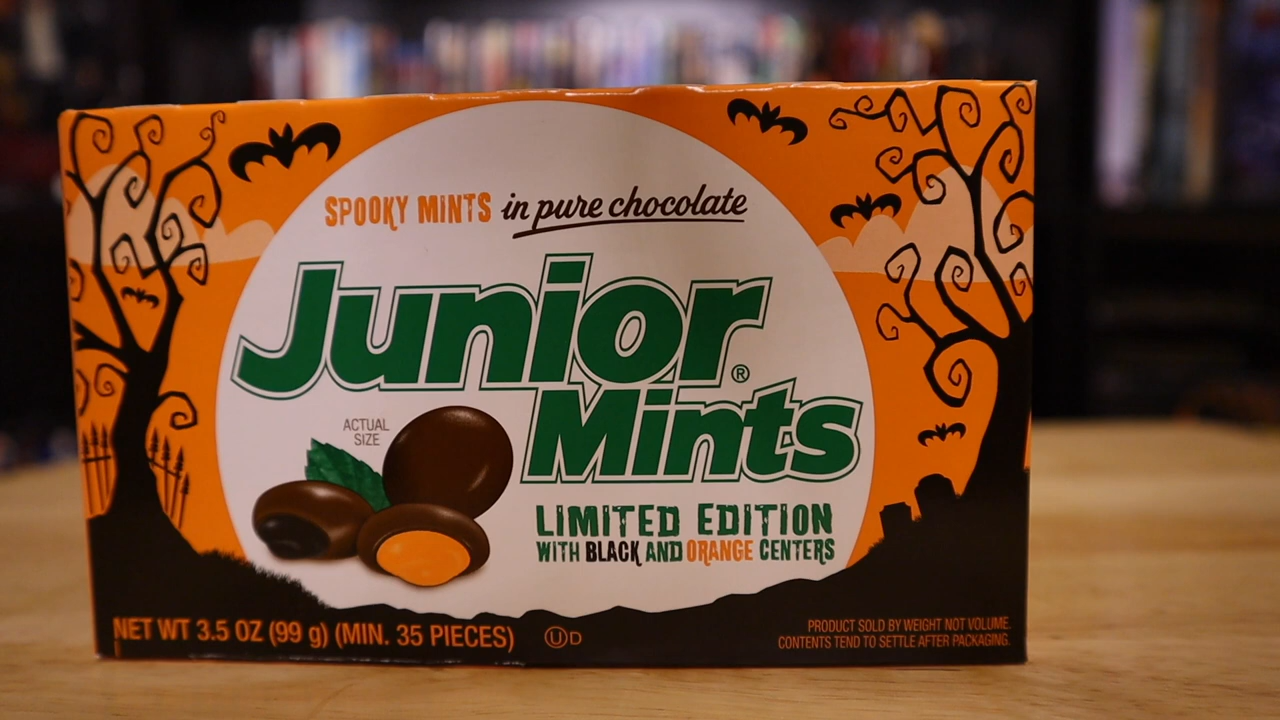 SPOOKY MINTS in pure chocolate
Junior®
Mints
ACTUAL
SIZE
LIMITED EDITION
WITH BLACK AND ORANGE CENTERS
NET WT 3.5 OZ (99 g) (MIN. 35 PIECES) ⓊD
PRODUCT SOLD BY WEIGHT NOT VOLUME.
CONTENTS TEND TO SETTLE AFTER PACKAGING.